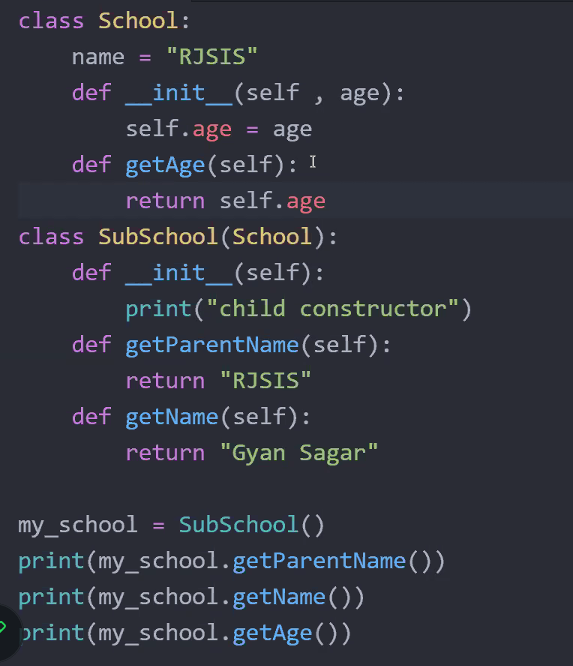 class School:
    name = "RJSIS"
    def __init__(self , age):
        self.age = age
    def getAge(self):
        return self.age
class SubSchool(School):
    def __init__(self):
        print("child constructor")
    def getParentName(self):
        return "RJSIS"
    def getName(self):
        return "Gyan Sagar"

my_school = SubSchool()
print(my_school.getParentName())
print(my_school.getName())
print(my_school.getAge())